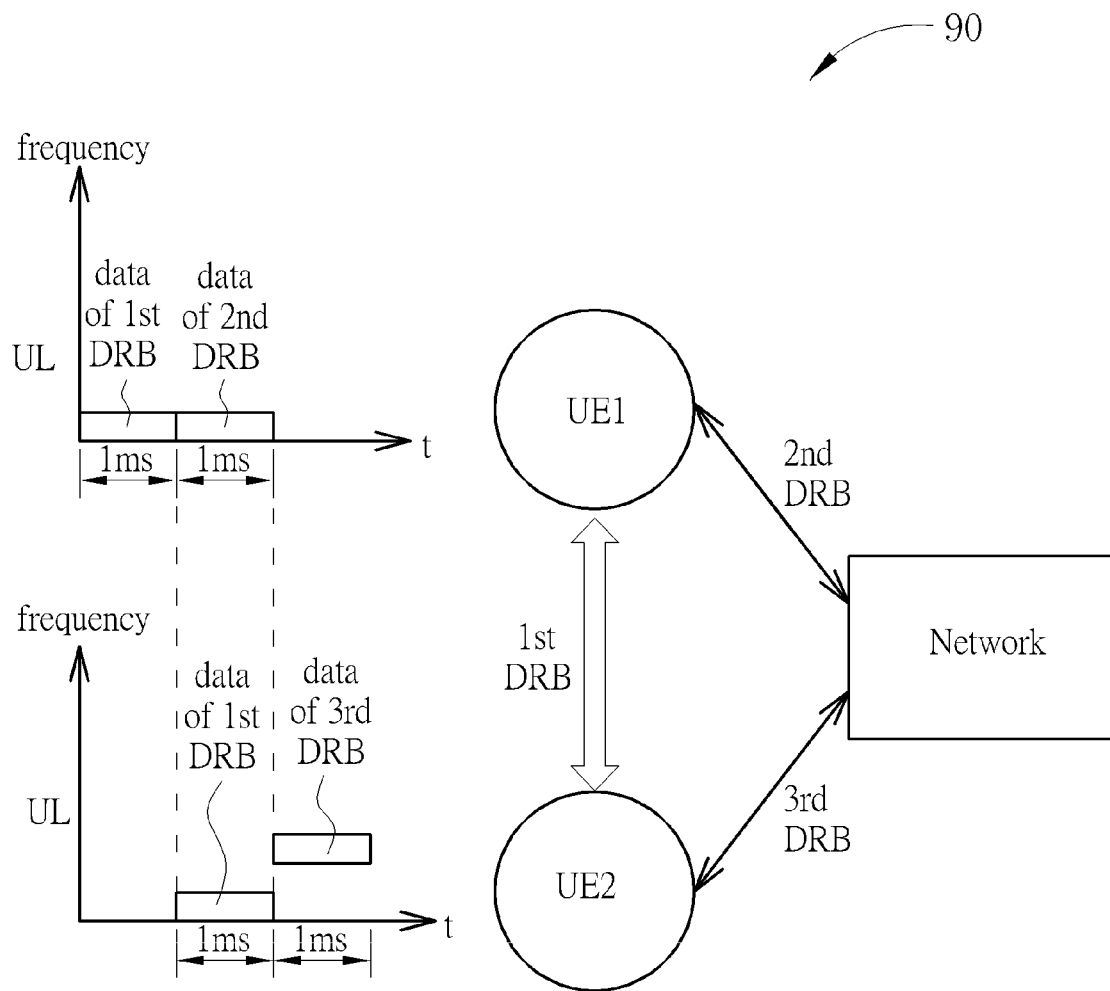 90
frequency
data
of 1st
DRB
data
of 2nd
DRB
UL
t
1ms
1ms
UE1
2nd
DRB
1st
DRB
Network
frequency
data
of 1st
DRB
data
of 3rd
DRB
UL
t
1ms
1ms
3rd
DRB
UE2